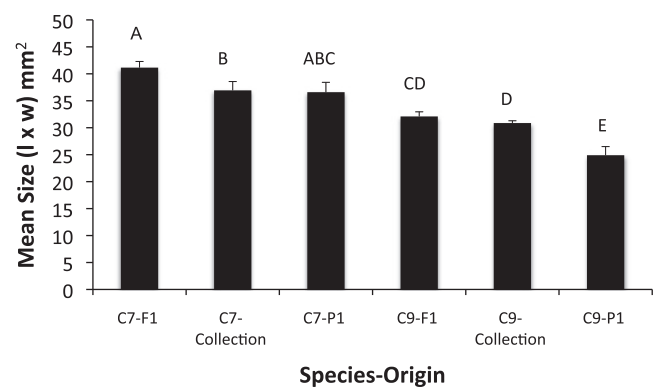 50
45
40
35
30
25
20
15
10
5
0
Mean Size (l x w) mm²
A
B
ABC
CD
D
E
C7-F1
C7-
Collection
C7-P1
C9-F1
C9-
Collection
C9-P1
Species-Origin